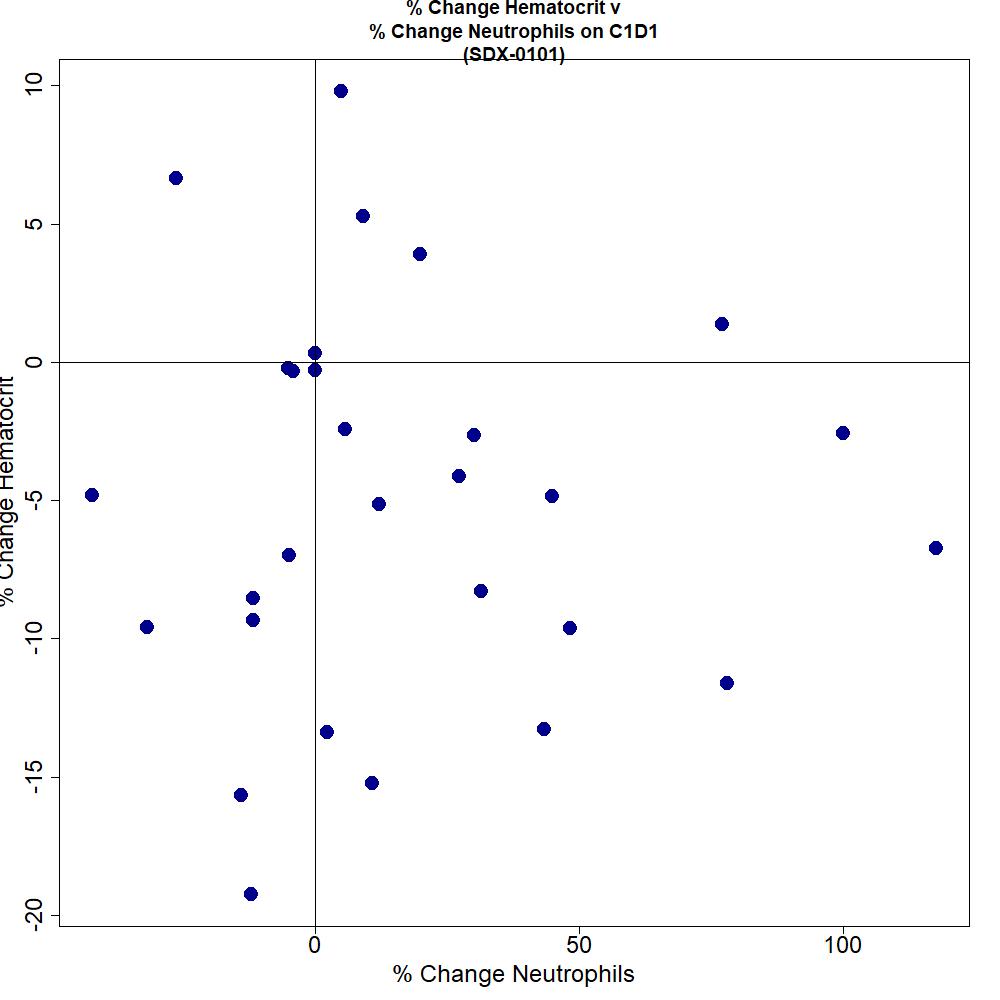 % Change Hematocrit v
% Change Neutrophils on C1D1
(SDX-0101)
10
5
0
-5
-10
-15
-20
% Change Hematocrit
0
50
100
% Change Neutrophils